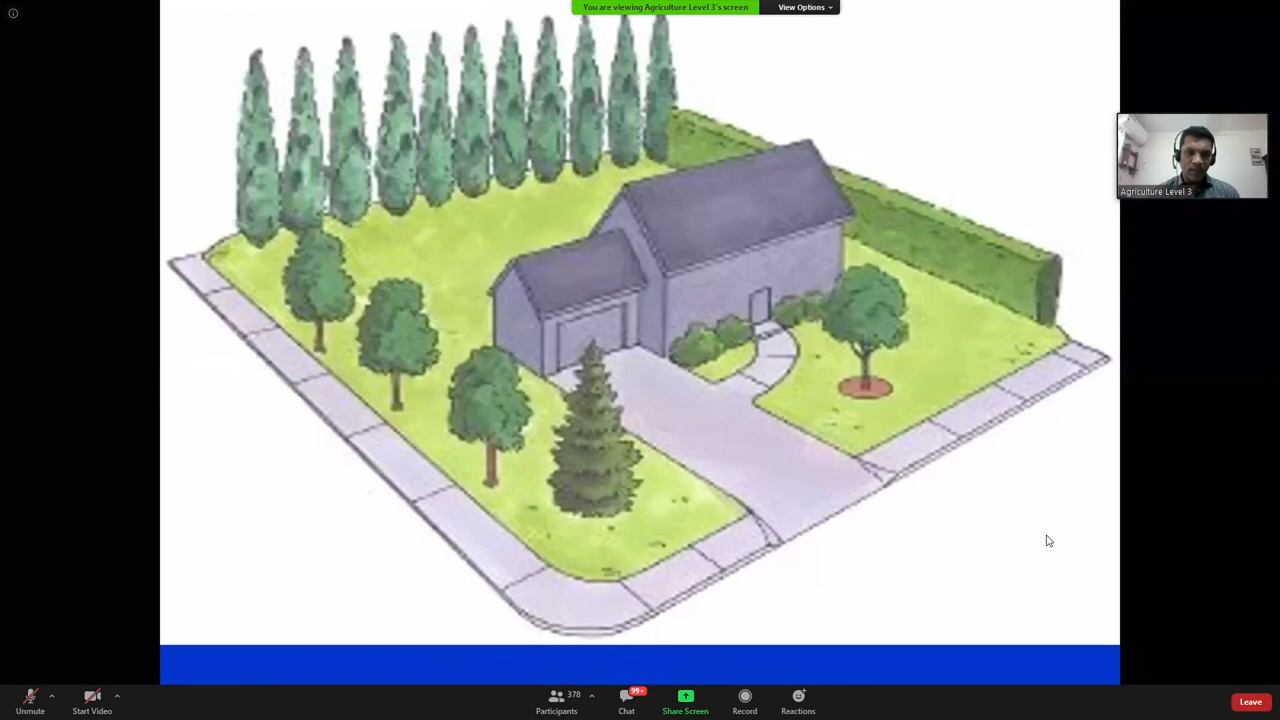 You are viewing Agriculture Level 3's screen
View Options
Agriculture Level 3
Unmute
Start Video
378
Participants
99+
Chat
Share Screen
Record
Reactions
Leave